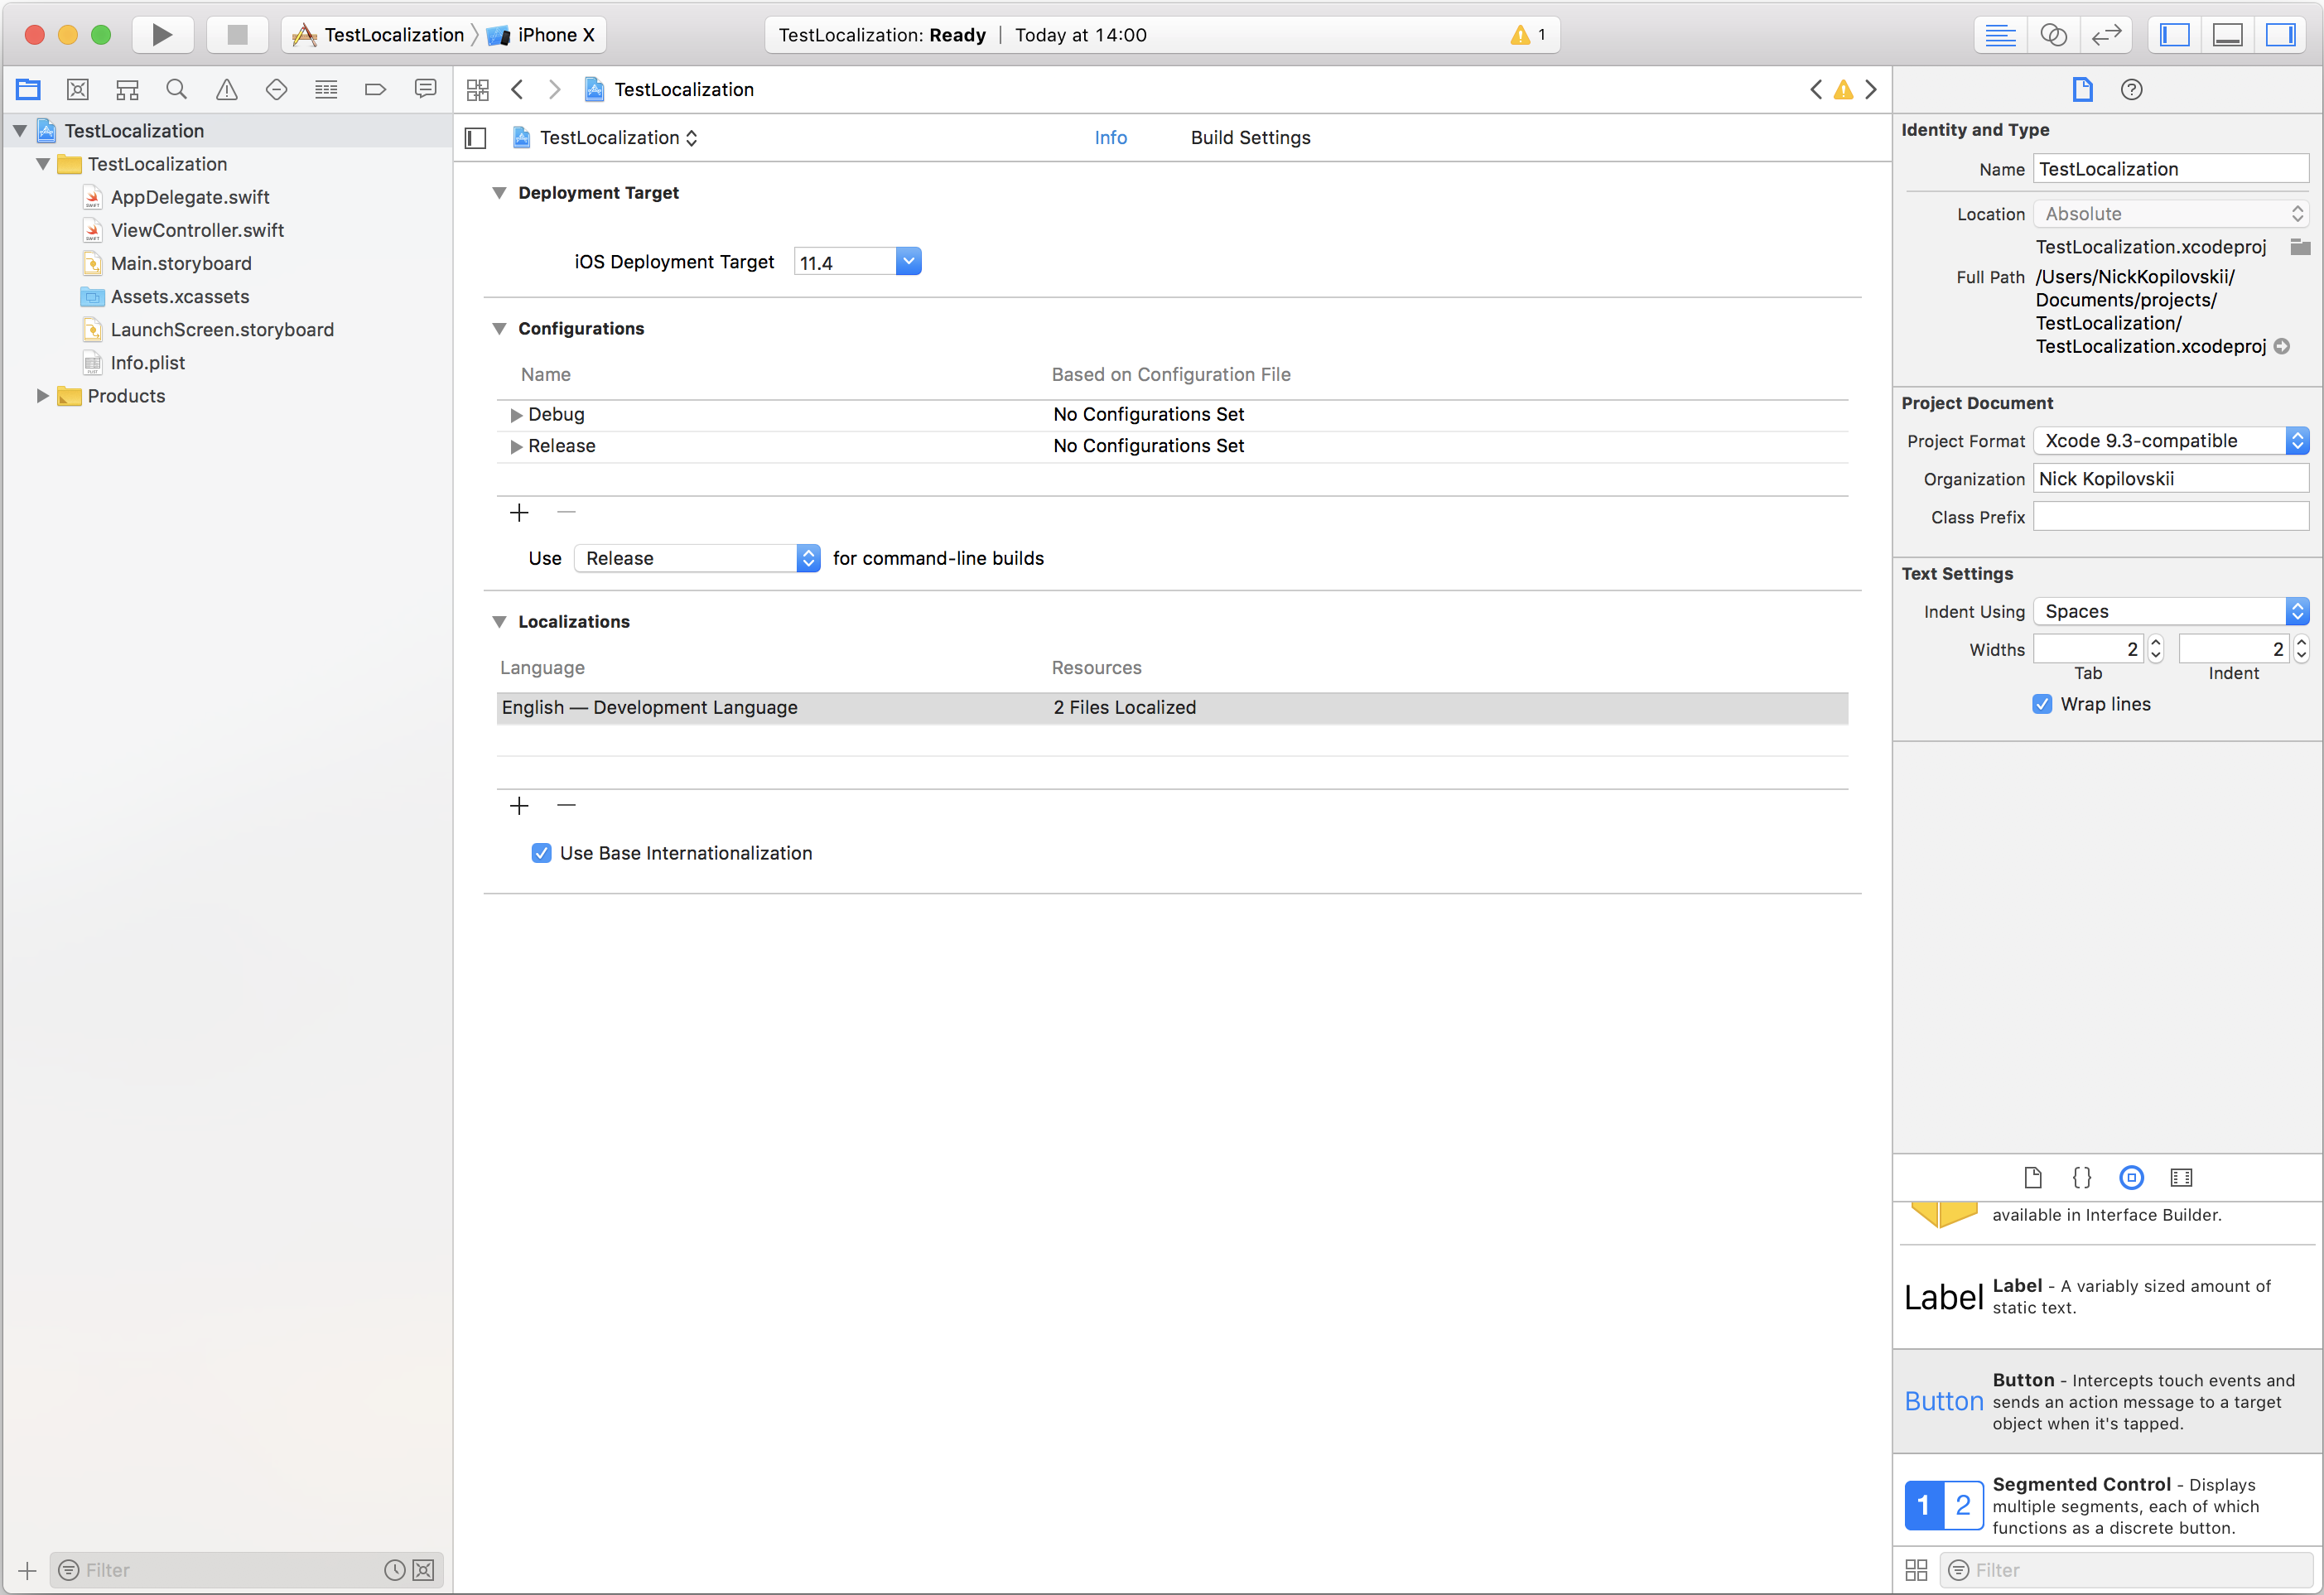 TestLocalization
iPhone X
TestLocalization: Ready | Today at 14:00
1
TestLocalization
TestLocalization
AppDelegate.swift
ViewController.swift
Main.storyboard
Assets.xcassets
LaunchScreen.storyboard
Info.plist
Products
Filter
TestLocalization
TestLocalization
Info
Build Settings
Deployment Target
iOS Deployment Target
11.4
Configurations
Name
Based on Configuration File
Debug
No Configurations Set
Release
No Configurations Set
Use
Release
for command-line builds
Localizations
Language
Resources
English — Development Language
2 Files Localized
Use Base Internationalization
Identity and Type
Name
TestLocalization
Location
Absolute
TestLocalization.xcodeproj
Full Path
/Users/NickKopilovskii/
Documents/projects/
TestLocalization/
TestLocalization.xcodeproj
Project Document
Project Format
Xcode 9.3-compatible
Organization
Nick Kopilovskii
Class Prefix
Text Settings
Indent Using
Spaces
Widths
2
2
Tab
Indent
Wrap lines
{}
available in Interface Builder.
Label
Label - A variably sized amount of
static text.
Button
Button - Intercepts touch events and
sends an action message to a target
object when it's tapped.
1 2
Segmented Control - Displays
multiple segments, each of which
functions as a discrete button.
Filter